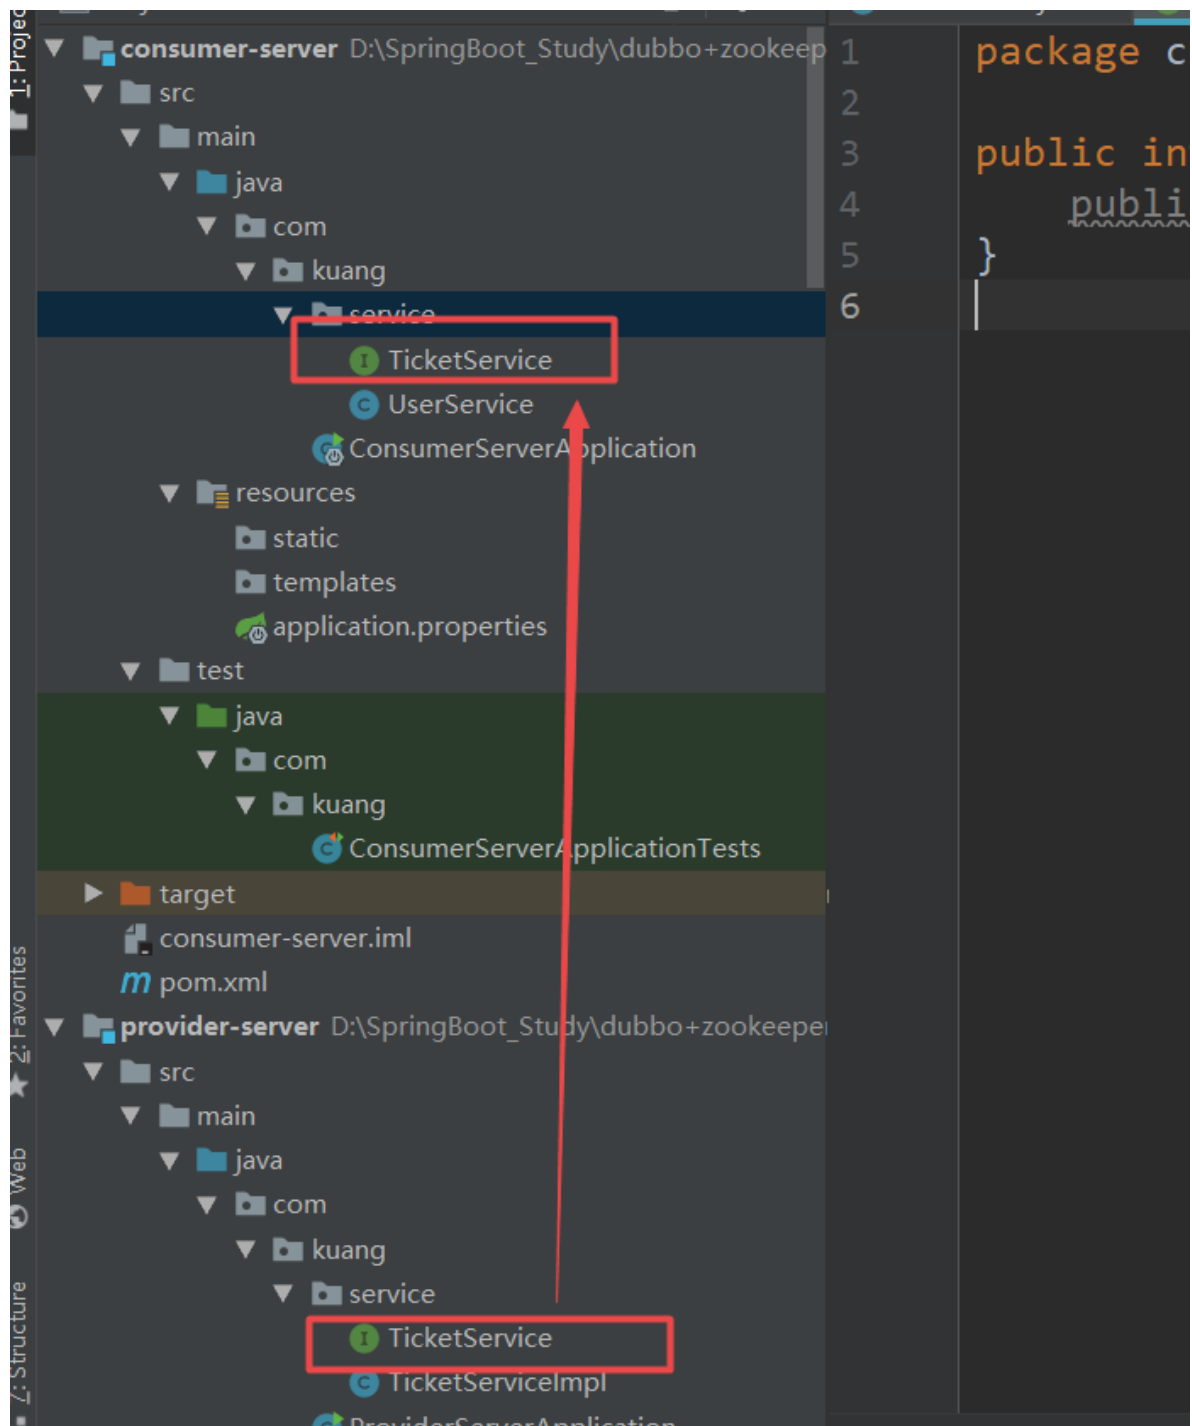 1: Projec
consumer-server D:\SpringBoot_Study\dubbo+zookeep
src
main
java
com
kuang
service
TicketService
UserService
ConsumerServerApplication
resources
static
templates
application.properties
test
java
com
kuang
ConsumerServerApplicationTests
target
consumer-server.iml
pom.xml
provider-server D:\SpringBoot_Study\dubbo+zookeeper
src
main
java
com
kuang
service
TicketService
TicketServiceImpl
ProviderServerApplication
2: Favorites
Web
7: Structure
1 package c
2
3 public in
4 publi
5 }
6